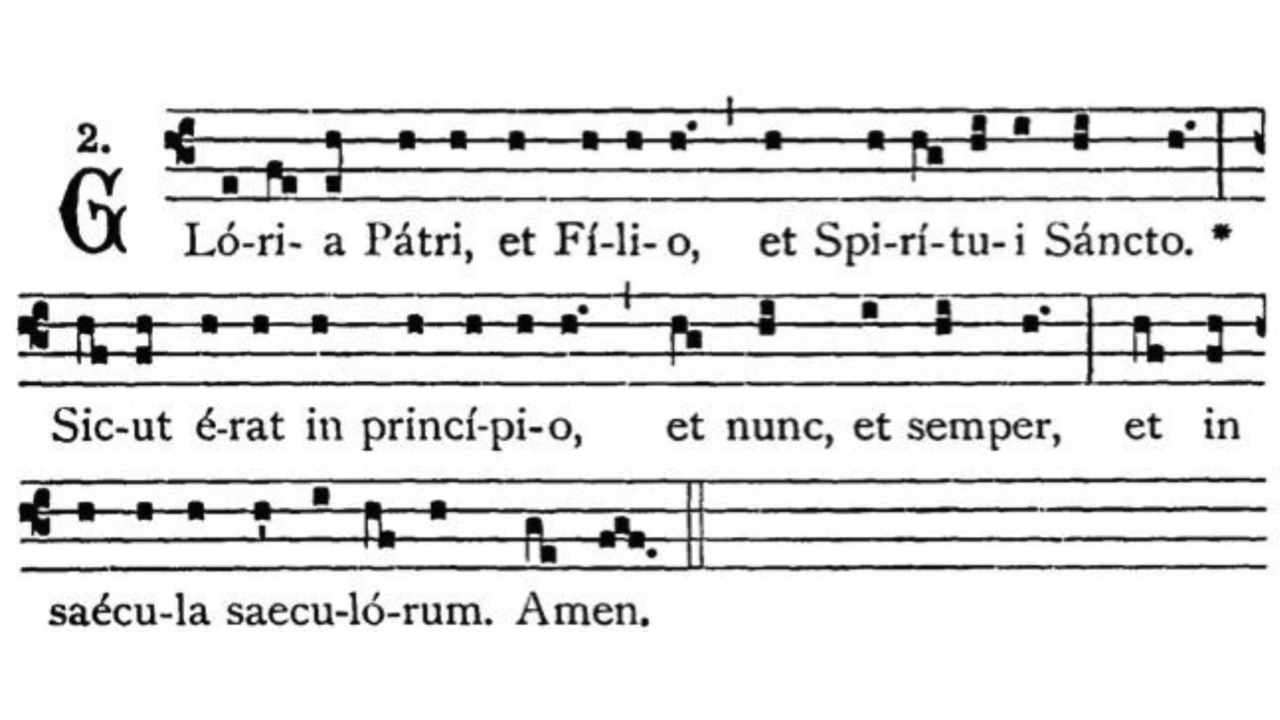 2.
GLó-ri- a Pátri, et Fí-li- o, et Spi-rí-tu- i Sáncto. *
Sic-ut é-rat in princí-pi-o, et nunc, et semper, et in
saécu-la saecu-ló-rum. Amen.